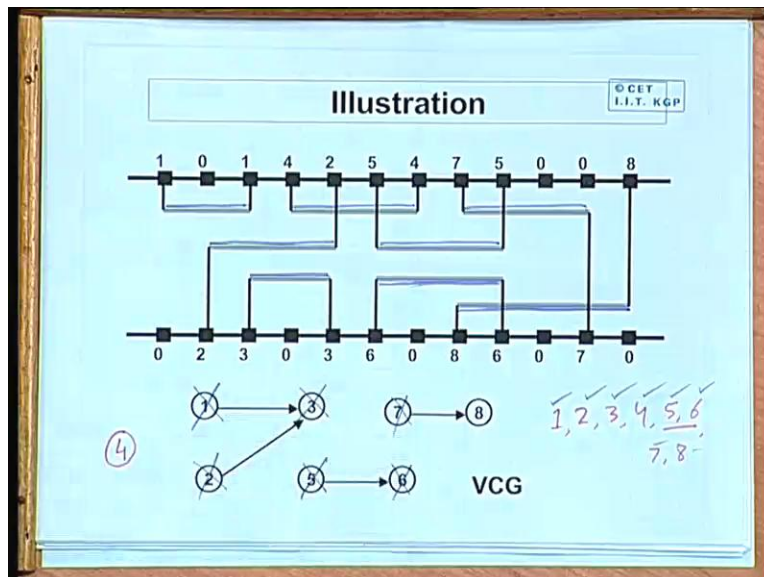 Illustration
© CET
I.I.T. KGP
1 0 1 4 2 5 4 7 5 0 0 8
0 2 3 0 3 6 0 8 6 0 7 0
1 3 7 8
1, 2, 3, 4, 5, 6,
7, 8
4
2 5 6 VCG